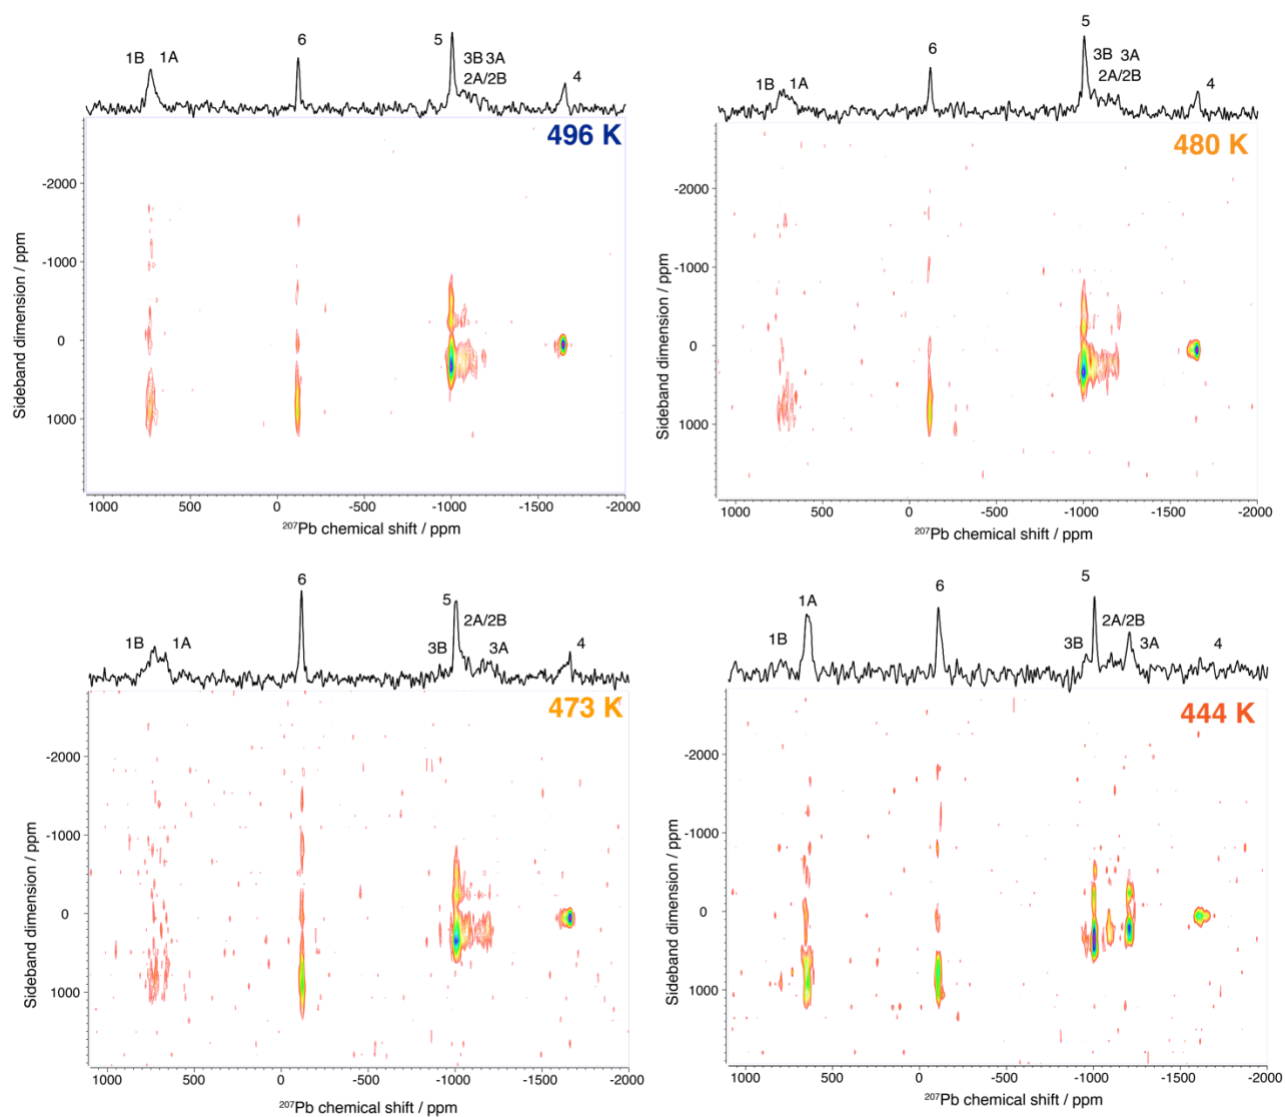 5
6
3B 3A
1B 1A
2A/2B
4
496 K
-2000
-1000
0
1000
Sideband dimension / ppm
1000 500 0 -500 -1000 -1500 -2000
²⁰⁷Pb chemical shift / ppm
5
6
3B 3A
1B 1A
2A/2B
4
480 K
-2000
-1000
0
1000
Sideband dimension / ppm
1000 500 0 -500 -1000 -1500 -2000
²⁰⁷Pb chemical shift / ppm
6
5
2A/2B
1B 1A
3B 3A
4
473 K
-2000
-1000
0
1000
Sideband dimension / ppm
1000 500 0 -500 -1000 -1500 -2000
²⁰⁷Pb chemical shift / ppm
5
6
1A
2A/2B
1B
3B 3A
4
444 K
-2000
-1000
0
1000
Sideband dimension / ppm
1000 500 0 -500 -1000 -1500 -2000
²⁰⁷Pb chemical shift / ppm